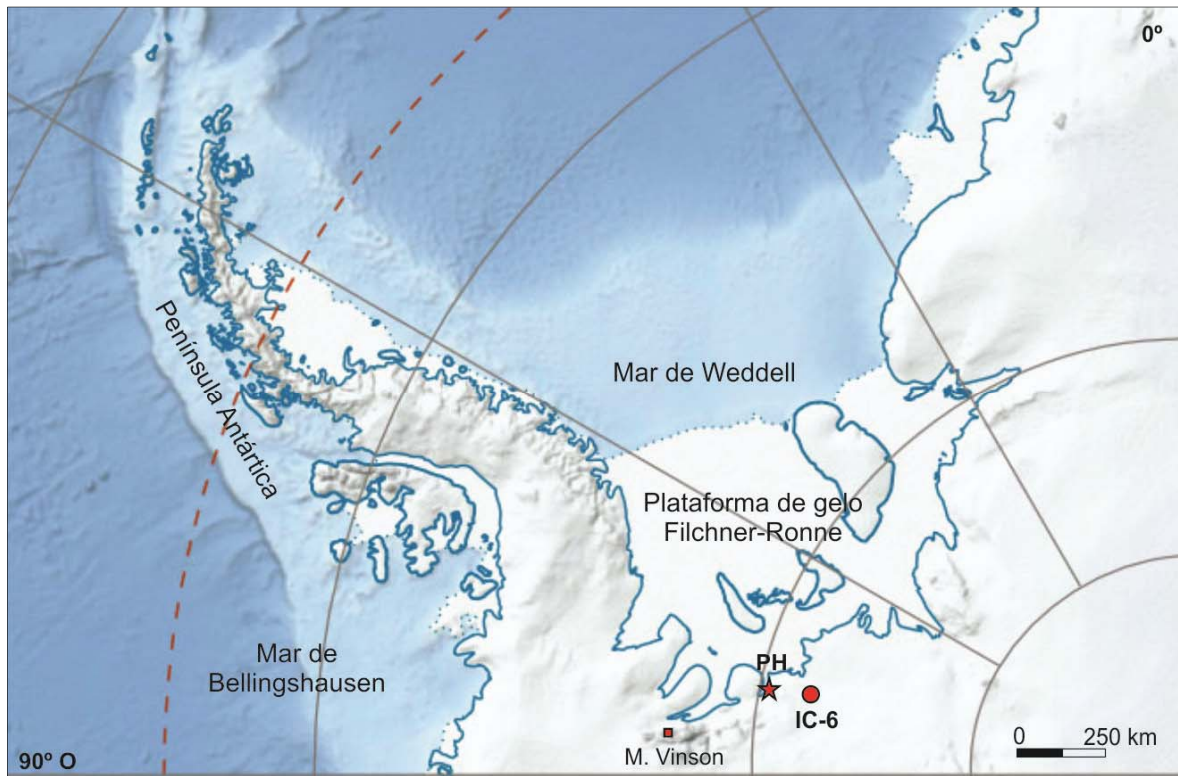 0º
Península Antártica
Mar de Weddell
Plataforma de gelo
Filchner-Ronne
Mar de
Bellingshausen
PH
IC-6
M. Vinson
0 250 km
90º O